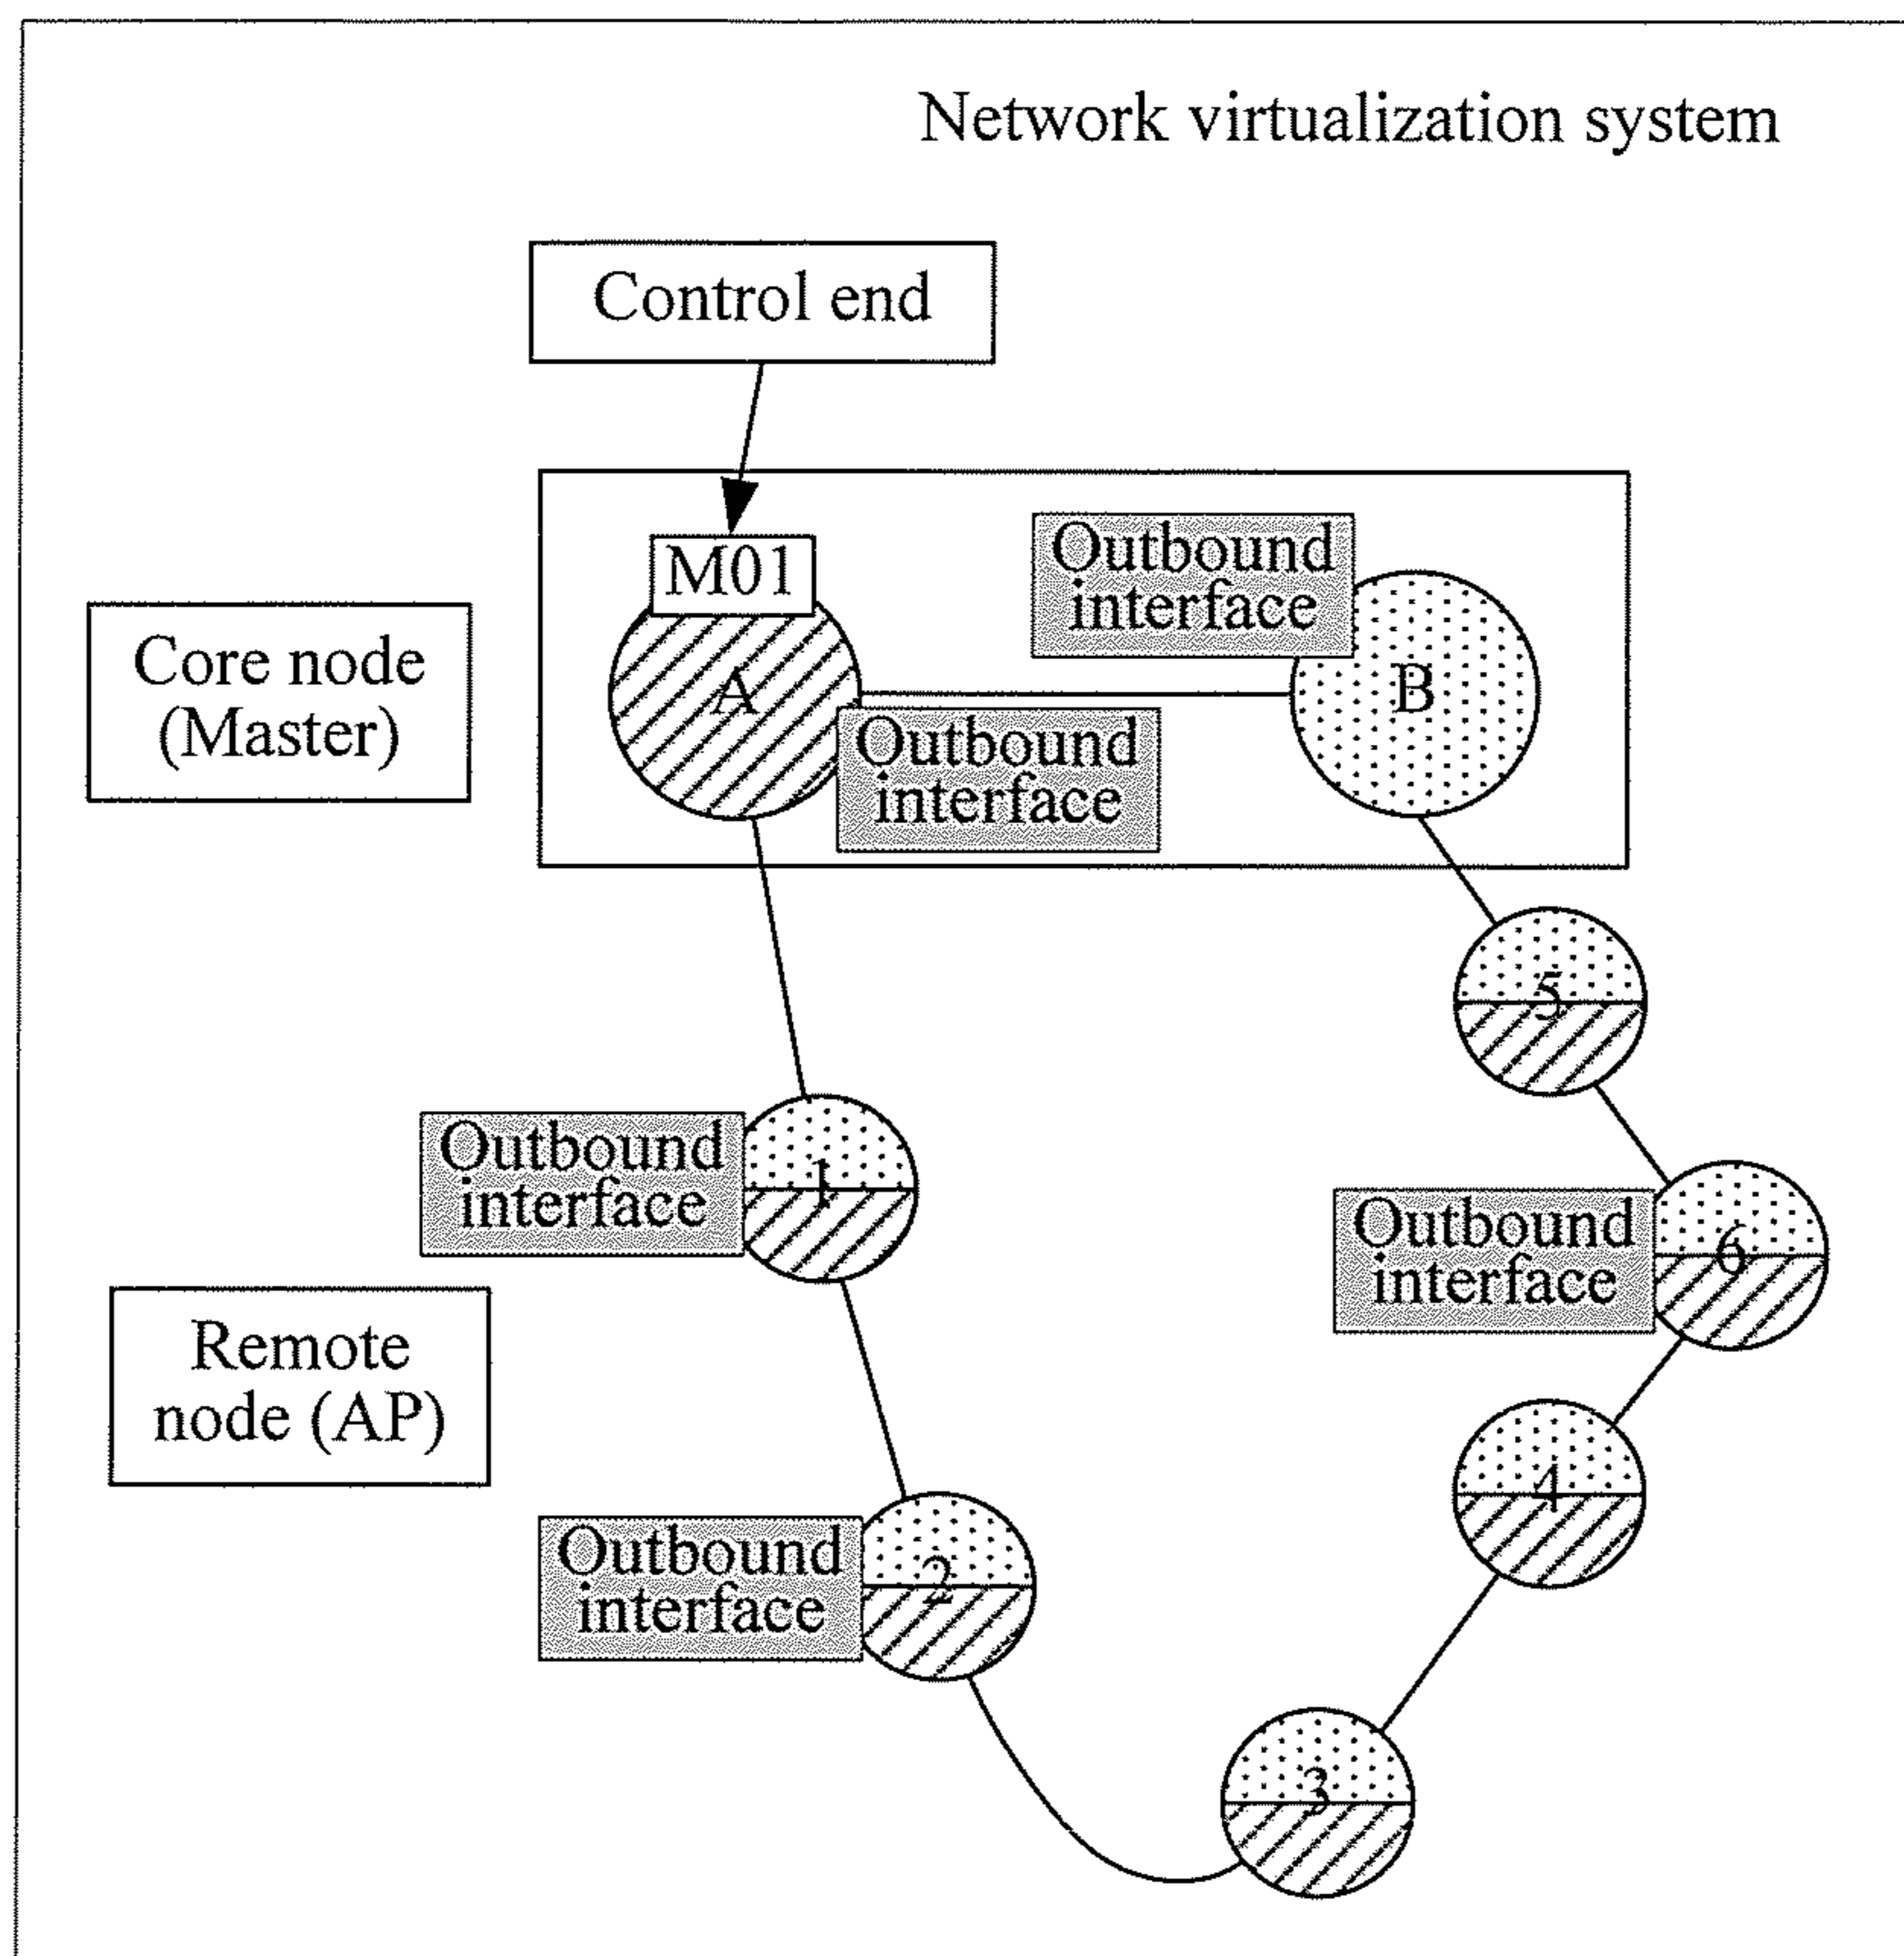 Network virtualization system
Control end
M01
Outbound
interface
Core node
(Master)
A
B
Outbound
interface
5
Outbound
interface
1
Outbound
interface
6
Remote
node (AP)
4
Outbound
interface
2
3